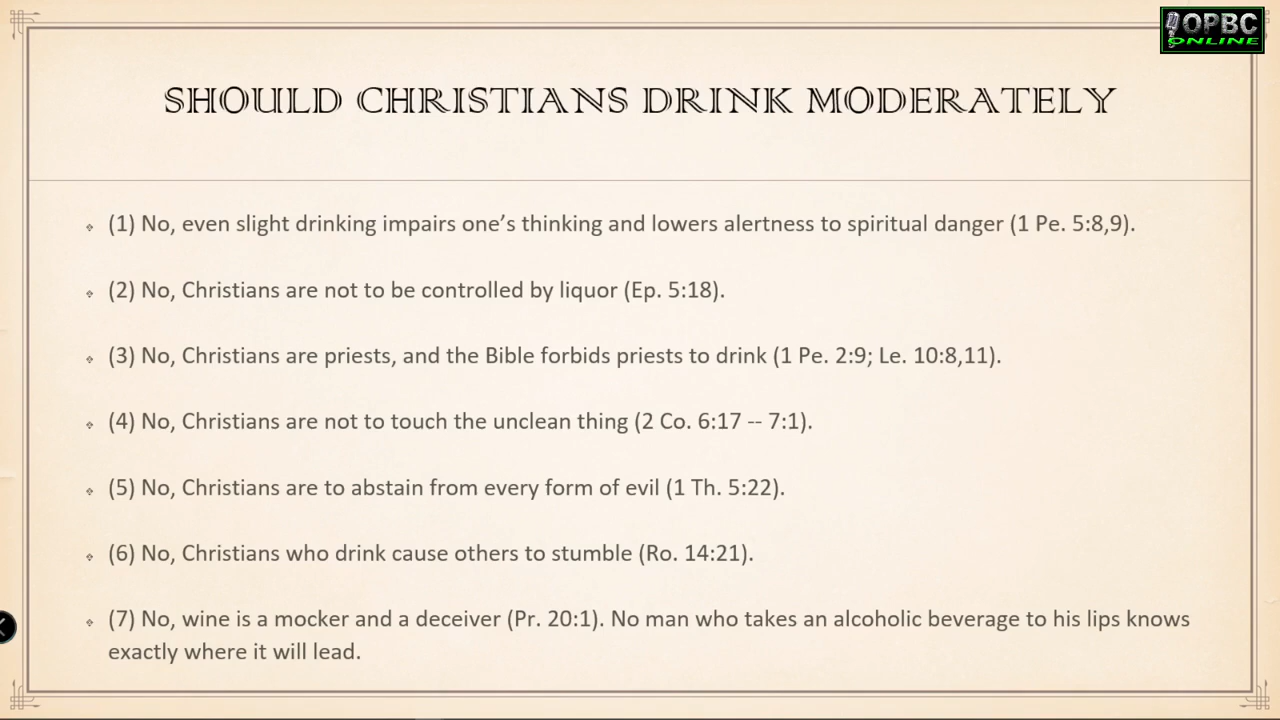 OPBC
ONLINE
SHOULD CHRISTIANS DRINK MODERATELY
(1) No, even slight drinking impairs one’s thinking and lowers alertness to spiritual danger (1 Pe. 5:8,9).
(2) No, Christians are not to be controlled by liquor (Ep. 5:18).
(3) No, Christians are priests, and the Bible forbids priests to drink (1 Pe. 2:9; Le. 10:8,11).
(4) No, Christians are not to touch the unclean thing (2 Co. 6:17 -- 7:1).
(5) No, Christians are to abstain from every form of evil (1 Th. 5:22).
(6) No, Christians who drink cause others to stumble (Ro. 14:21).
(7) No, wine is a mocker and a deceiver (Pr. 20:1). No man who takes an alcoholic beverage to his lips knows
exactly where it will lead.